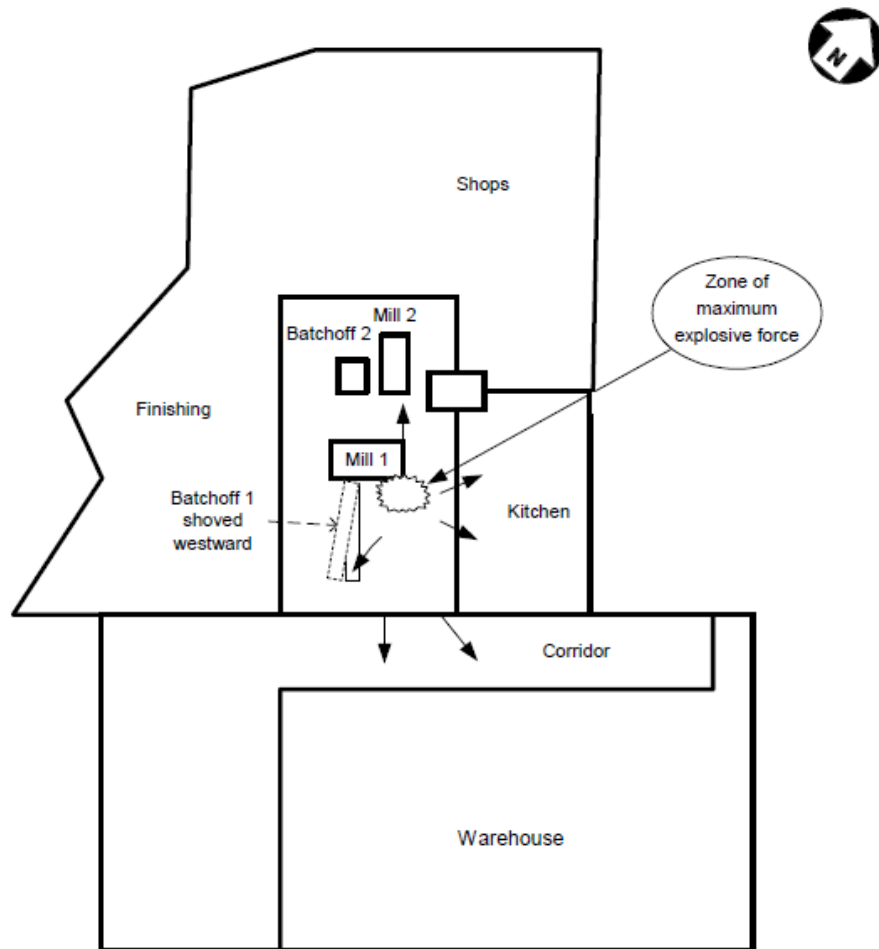 N
Shops
Zone of
maximum
explosive force
Mill 2
Batchoff 2
Finishing
Mill 1
Batchoff 1
shoved
westward
Kitchen
Corridor
Warehouse